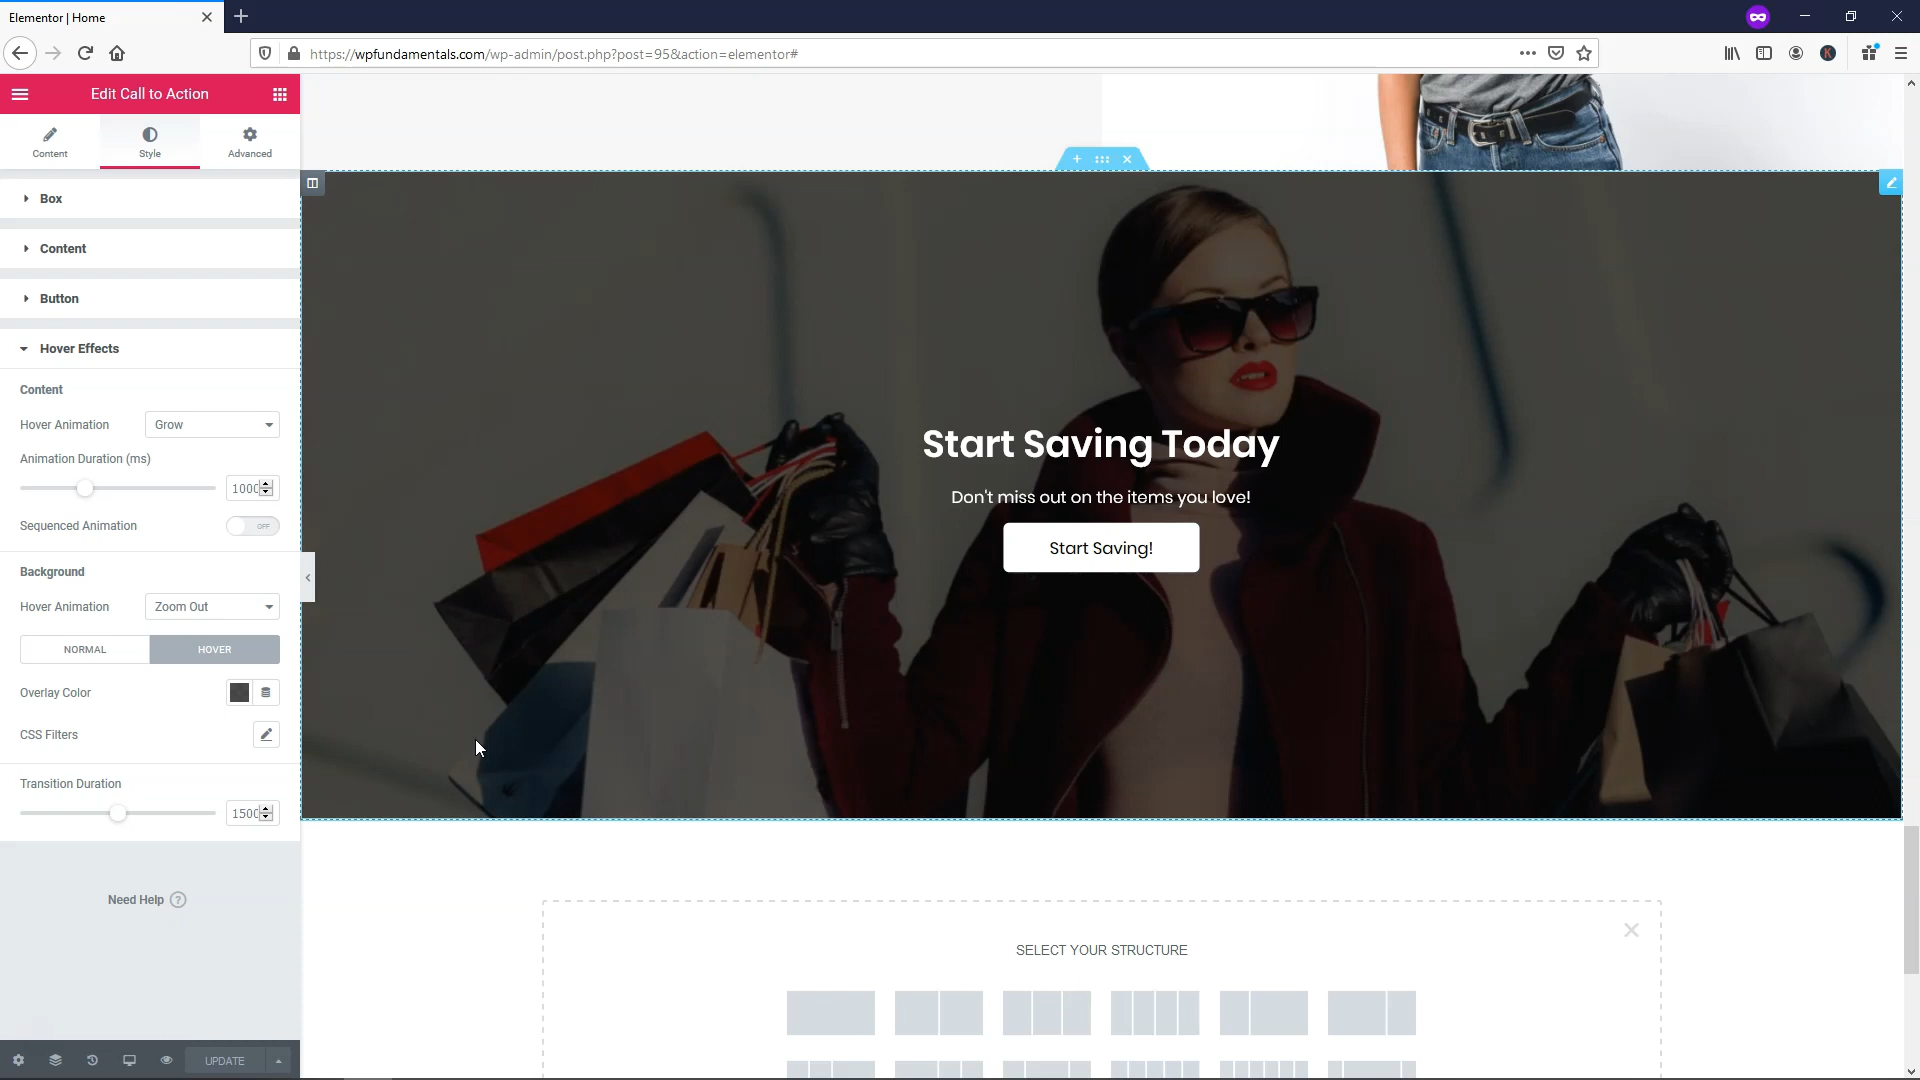 Elementor | Home
https://wpfundamentals.com/wp-admin/post.php?post=95&action=elementor#
Edit Call to Action
Content
Style
Advanced
Box
Content
Button
Hover Effects
Content
Hover Animation
Grow
Animation Duration (ms)
1000
Sequenced Animation
OFF
Background
Hover Animation
Zoom Out
NORMAL
HOVER
Overlay Color
CSS Filters
Transition Duration
1500
Need Help ?
UPDATE
Start Saving Today
Don't miss out on the items you love!
Start Saving!
SELECT YOUR STRUCTURE
K